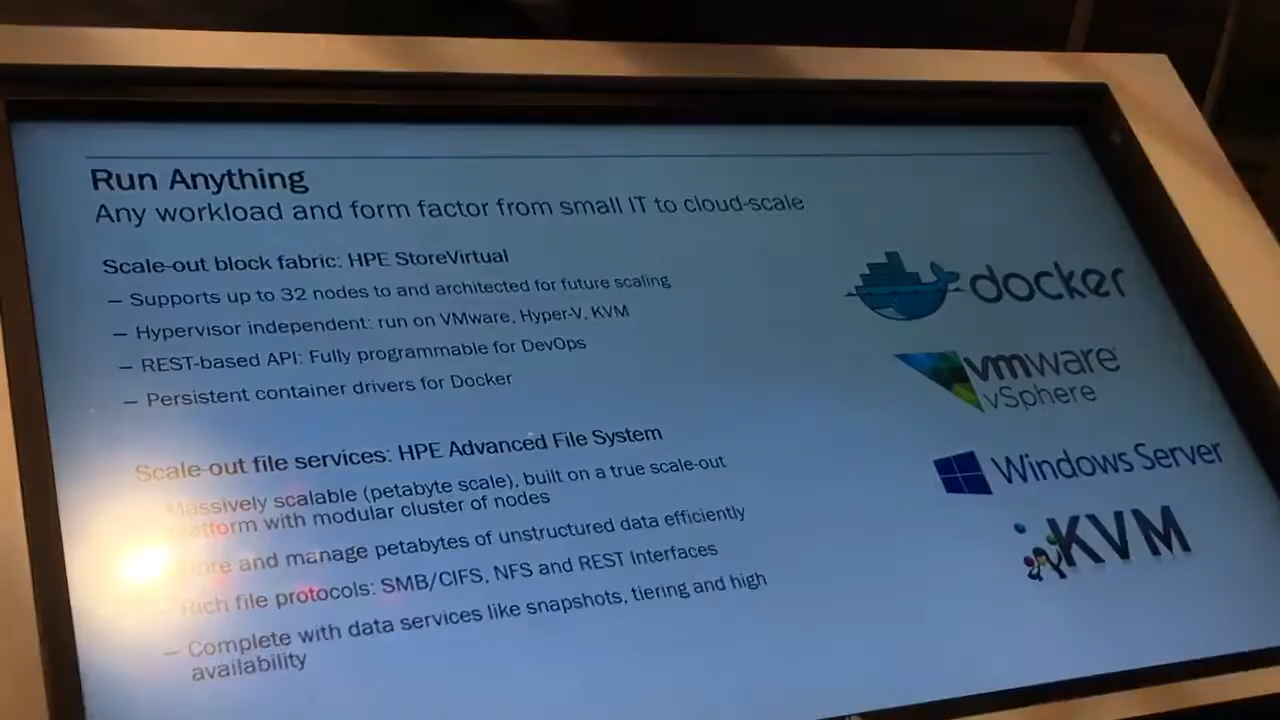 Run Anything
Any workload and form factor from small IT to cloud-scale
Scale-out block fabric: HPE StoreVirtual
– Supports up to 32 nodes to and architected for future scaling
– Hypervisor independent: run on VMware, Hyper-V, KVM
– REST-based API: Fully programmable for DevOps
– Persistent container drivers for Docker
Scale-out file services: HPE Advanced File System
Massively scalable (petabyte scale), built on a true scale-out
platform with modular cluster of nodes
and manage petabytes of unstructured data efficiently
– Rich file protocols: SMB/CIFS, NFS and REST Interfaces
– Complete with data services like snapshots, tiering and high
availability
docker
vmware
vSphere
Windows Server
KVM